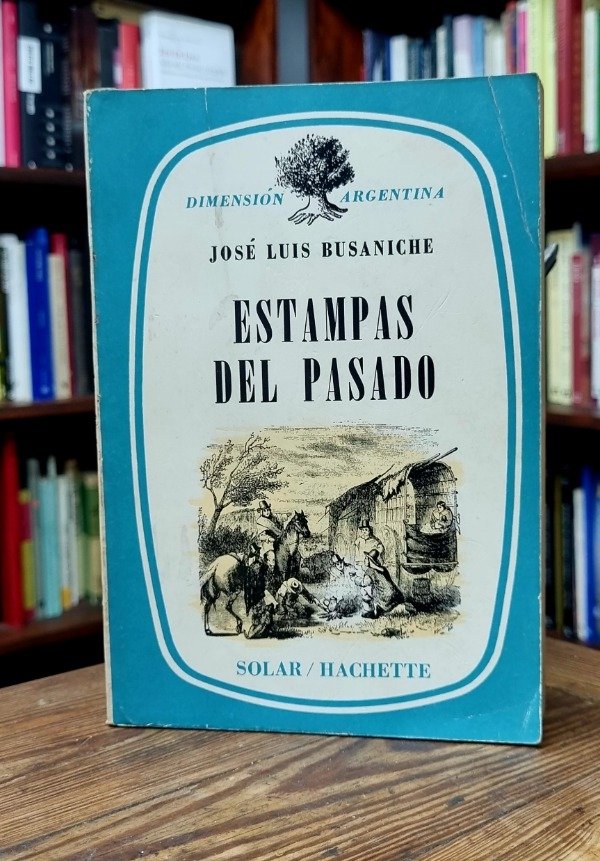 DIMENSIÓN ARGENTINA
JOSÉ LUIS BUSANICHE
ESTAMPAS
DEL PASADO
SOLAR / HACHETTE